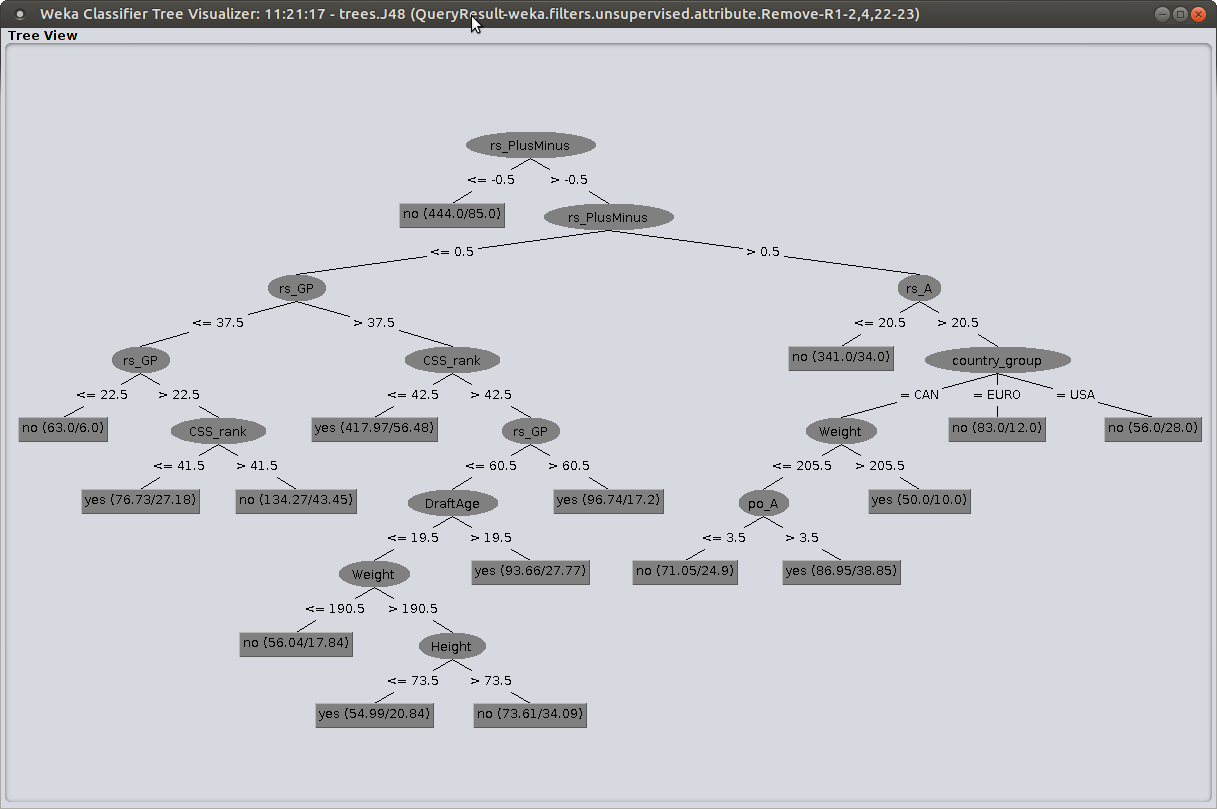 Weka Classifier Tree Visualizer: 11:21:17 - trees.J48 (QueryResult-weka.filters.unsupervised.attribute.Remove-R1-2,4,22-23)
Tree View
rs_PlusMinus
<= -0.5 > -0.5
no (444.0/85.0) rs_PlusMinus
<= 0.5 > 0.5
rs_GP rs_A
<= 37.5 > 37.5 <= 20.5 > 20.5
rs_GP CSS_rank no (341.0/34.0) country_group
<= 22.5 > 22.5 <= 42.5 > 42.5 = CAN = EURO = USA
no (63.0/6.0) CSS_rank yes (417.97/56.48) rs_GP Weight no (83.0/12.0) no (56.0/28.0)
<= 41.5 > 41.5 <= 60.5 > 60.5 <= 205.5 > 205.5
yes (76.73/27.18) no (134.27/43.45) DraftAge yes (96.74/17.2) po_A yes (50.0/10.0)
<= 19.5 > 19.5 <= 3.5 > 3.5
Weight yes (93.66/27.77) no (71.05/24.9) yes (86.95/38.85)
<= 190.5 > 190.5
no (56.04/17.84) Height
<= 73.5 > 73.5
yes (54.99/20.84) no (73.61/34.09)